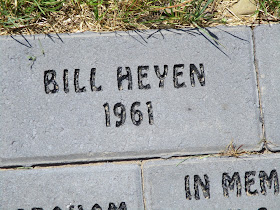 BILL HEYEN
1961
IN MEM